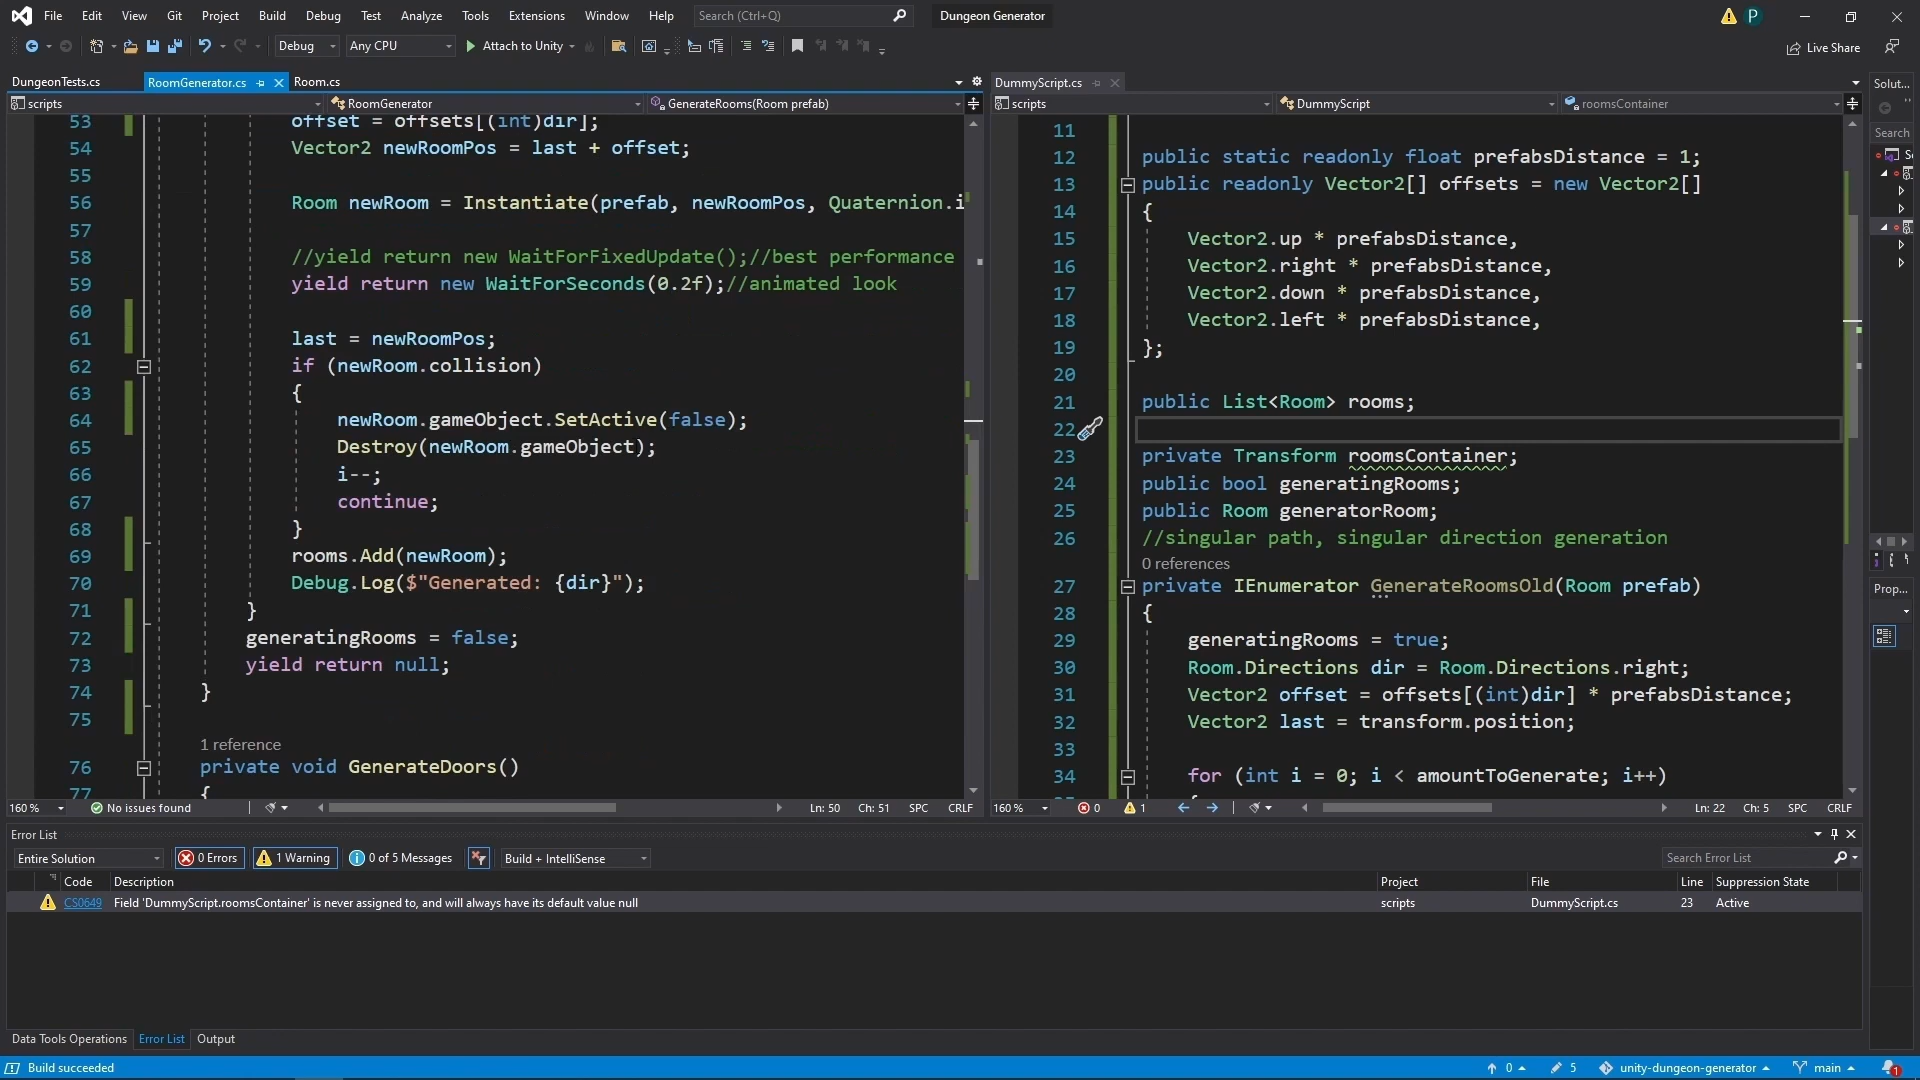 File Edit View Git Project Build Debug Test Analyze Tools Extensions Window Help Search (Ctrl+Q) Dungeon Generator P
Debug Any CPU Attach to Unity Live Share
DungeonTests.cs RoomGenerator.cs Room.cs
scripts RoomGenerator GenerateRooms(Room prefab)
53 offset = offsets[(int)dir];
54 Vector2 newRoomPos = last + offset;
55
56 Room newRoom = Instantiate(prefab, newRoomPos, Quaternion.i
57
58 //yield return new WaitForFixedUpdate();//best performance
59 yield return new WaitForSeconds(0.2f);//animated look
60
61 last = newRoomPos;
62 if (newRoom.collision)
63 {
64 newRoom.gameObject.SetActive(false);
65 Destroy(newRoom.gameObject);
66 i--;
67 continue;
68 }
69 rooms.Add(newRoom);
70 Debug.Log($"Generated: {dir}");
71 }
72 generatingRooms = false;
73 yield return null;
74 }
75
1 reference
76 private void GenerateDoors()
77 {
160 % No issues found Ln: 50 Ch: 51 SPC CRLF
DummyScript.cs
scripts DummyScript roomsContainer
11
12 public static readonly float prefabsDistance = 1;
13 public readonly Vector2[] offsets = new Vector2[]
14 {
15 Vector2.up * prefabsDistance,
16 Vector2.right * prefabsDistance,
17 Vector2.down * prefabsDistance,
18 Vector2.left * prefabsDistance,
19 };
20
21 public List<Room> rooms;
22
23 private Transform roomsContainer;
24 public bool generatingRooms;
25 public Room generatorRoom;
26 //singular path, singular direction generation
0 references
27 private IEnumerator GenerateRoomsOld(Room prefab)
28 {
29 generatingRooms = true;
30 Room.Directions dir = Room.Directions.right;
31 Vector2 offset = offsets[(int)dir] * prefabsDistance;
32 Vector2 last = transform.position;
33
34 for (int i = 0; i < amountToGenerate; i++)
160 % 0 1 Ln: 22 Ch: 5 SPC CRLF
Solut...
Search
Prop...
Error List
Entire Solution 0 Errors 1 Warning 0 of 5 Messages Build + IntelliSense Search Error List
Code Description Project File Line Suppression State
CS0649 Field 'DummyScript.roomsContainer' is never assigned to, and will always have its default value null scripts DummyScript.cs 23 Active
Data Tools Operations Error List Output
Build succeeded 0 5 unity-dungeon-generator main 1